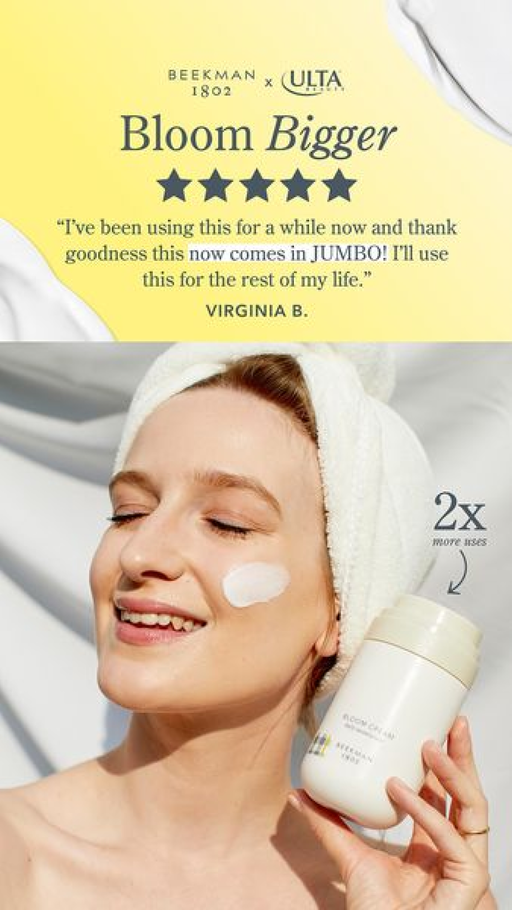 BEEKMAN
1802
x
ULTA
BEAUTY
Bloom Bigger
“I’ve been using this for a while now and thank
goodness this now comes in JUMBO! I’ll use
this for the rest of my life.”
VIRGINIA B.
2x
more uses
BLOOM CREAM
BEEKMAN
1802